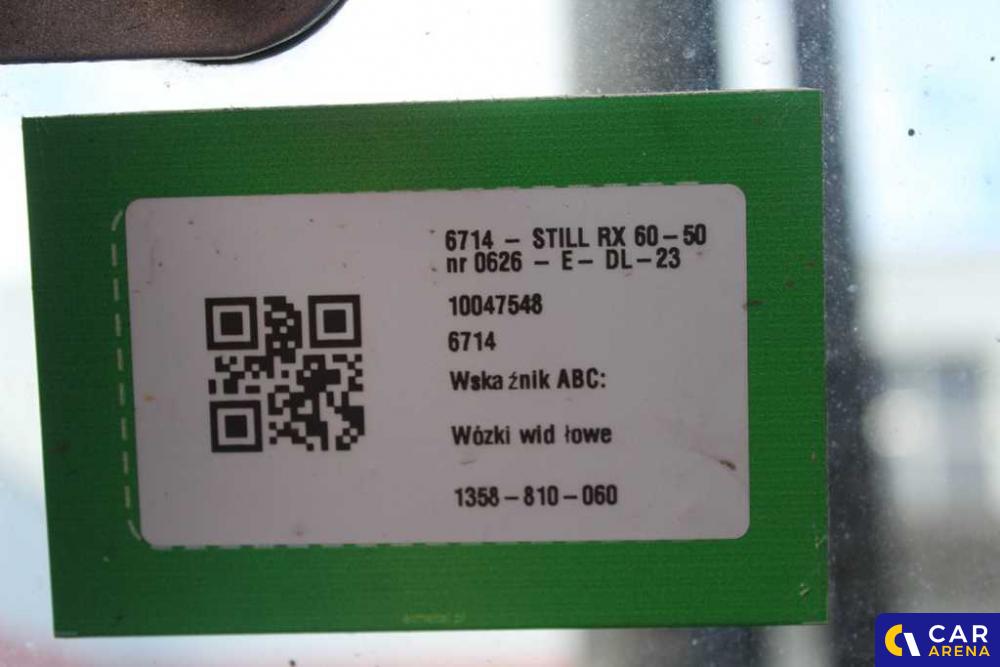 6714 - STILL RX 60-50
nr 0626 - E- DL-23
10047548
6714
Wska źnik ABC:
Wózki wid łowe
1358-810-060
CAR
ARENA